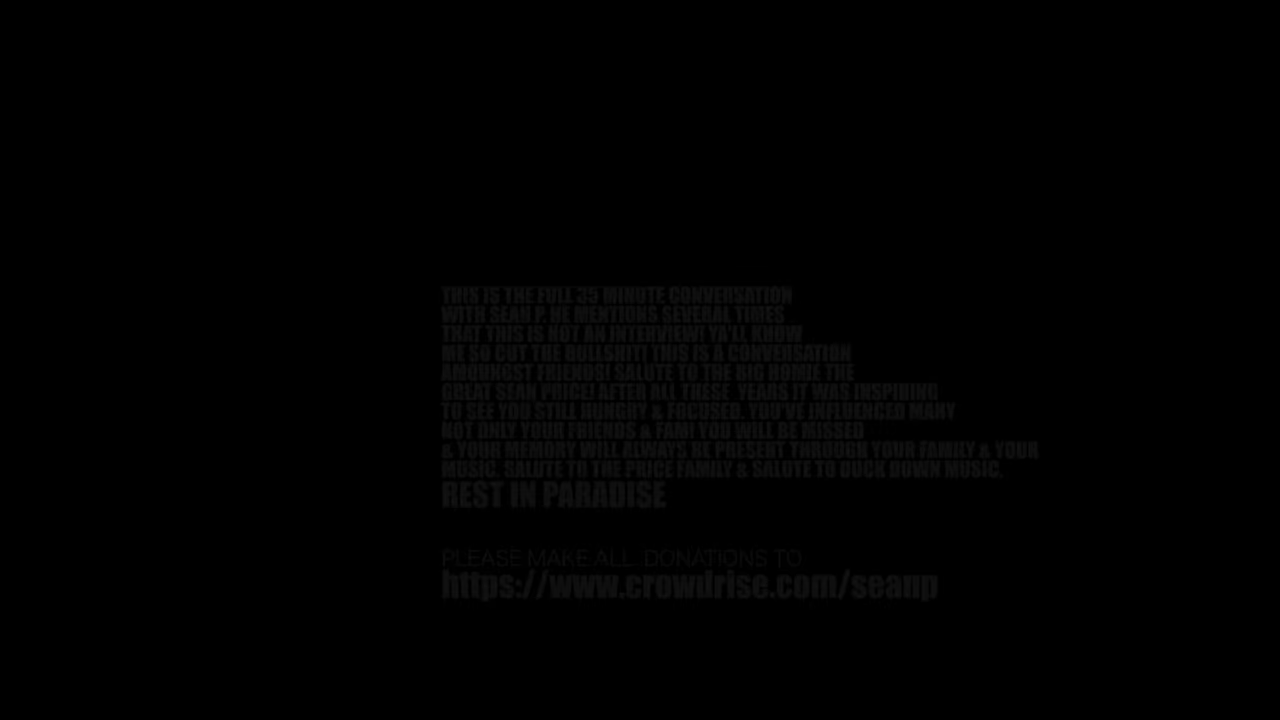 THIS IS THE FULL 35 MINUTE CONVERSATION
WITH SEAN P. HE MENTIONS SEVERAL TIMES
THAT THIS IS NOT AN INTERVIEW! YA'LL KNOW
ME SO CUT THE BULLSHIT! THIS IS A CONVERSATION
AMONGST FRIENDS! SALUTE TO THE BIG HOMIE THE
GREAT SEAN PRICE! AFTER ALL THESE YEARS IT WAS INSPIRING
TO SEE YOU STILL HUNGRY & FOCUSED. YOU'VE INFLUENCED MANY
NOT ONLY YOUR FRIENDS & FAM! YOU WILL BE MISSED
& YOUR MEMORY WILL ALWAYS BE PRESENT THROUGH YOUR FAMILY & YOUR
MUSIC. SALUTE TO THE PRICE FAMILY & SALUTE TO DUCK DOWN MUSIC.
REST IN PARADISE
PLEASE MAKE ALL DONATIONS TO
https://www.crowdrise.com/seanp